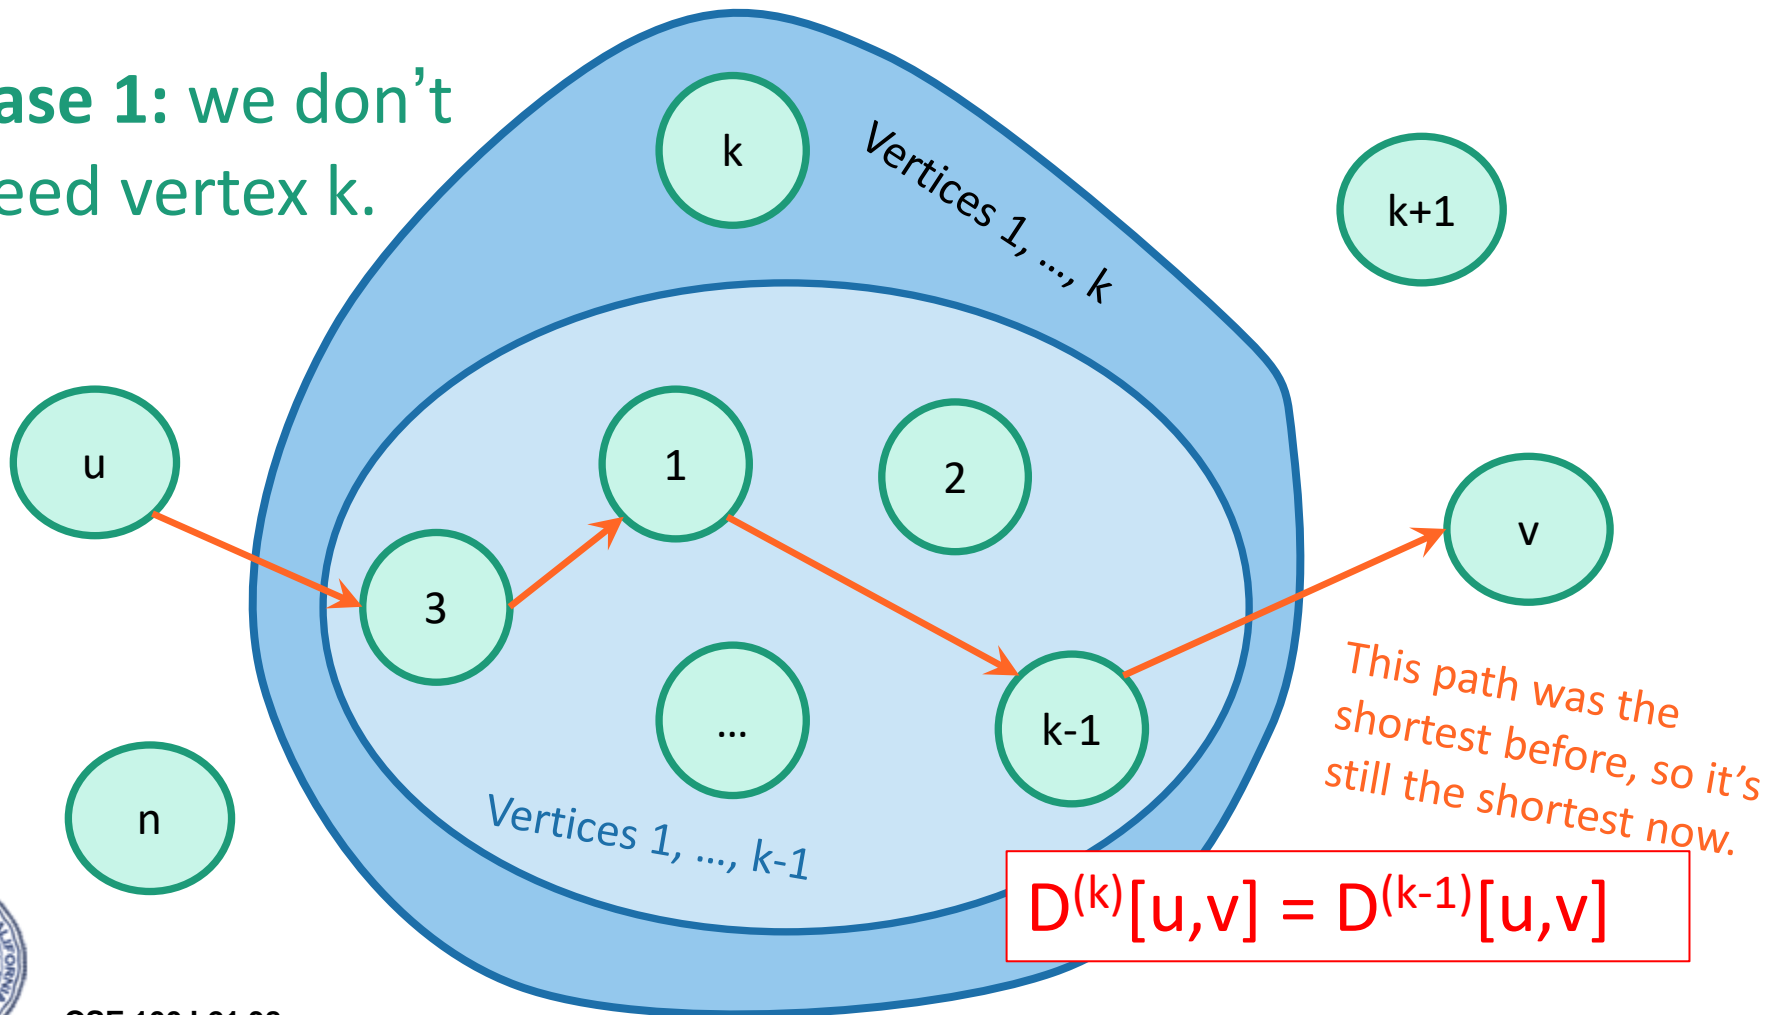 ase 1: we don’t
eed vertex k.
k
Vertices 1, …, k
k+1
u
1
2
3
v
…
k-1
n
Vertices 1, …, k-1
This path was the
shortest before, so it’s
still the shortest now.
D(k)[u,v] = D(k-1)[u,v]